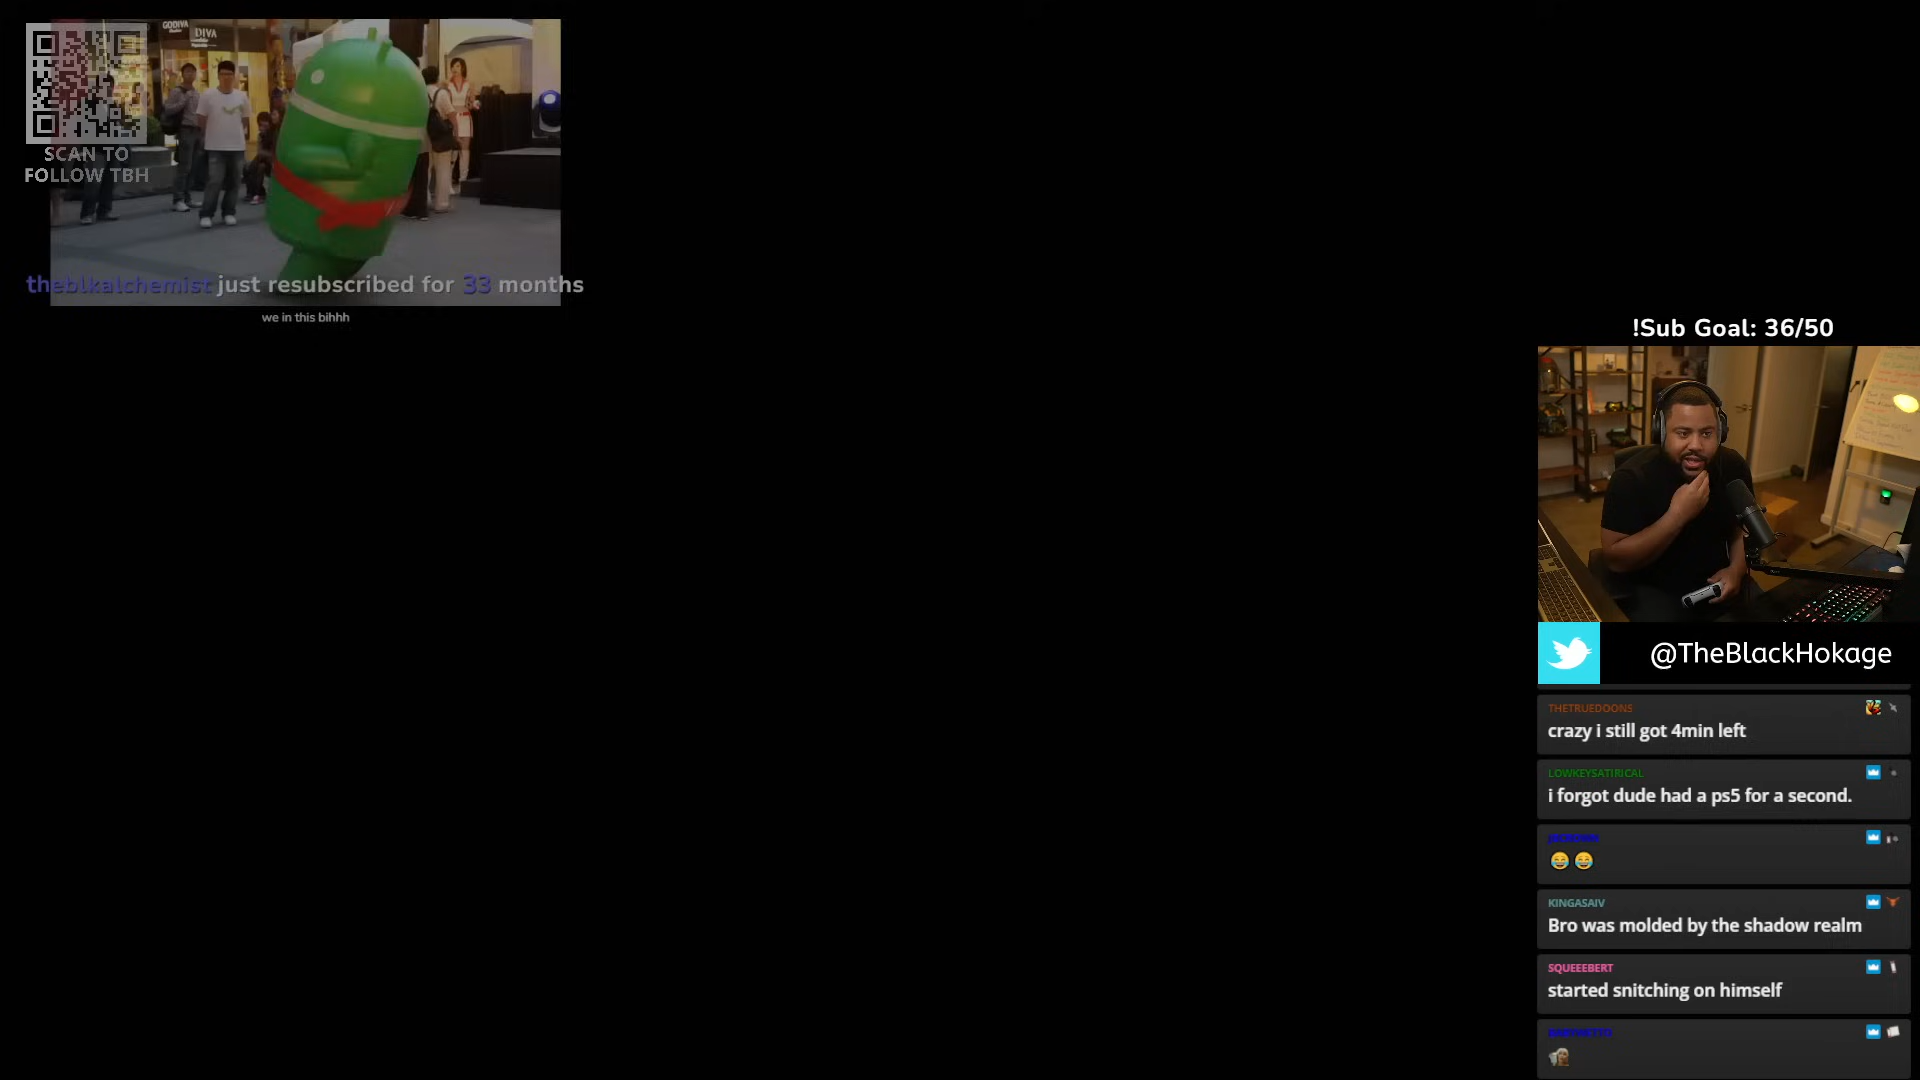 GODIVA
DIVA
SCAN TO
FOLLOW TBH
theblkalchemist just resubscribed for 33 months
we in this bihhh
!Sub Goal: 36/50
@TheBlackHokage
THETRUEDOONS
crazy i still got 4min left
LOWKEYSATIRICAL
i forgot dude had a ps5 for a second.
😂 😂
KINGASAIV
Bro was molded by the shadow realm
SQUEEEBERT
started snitching on himself